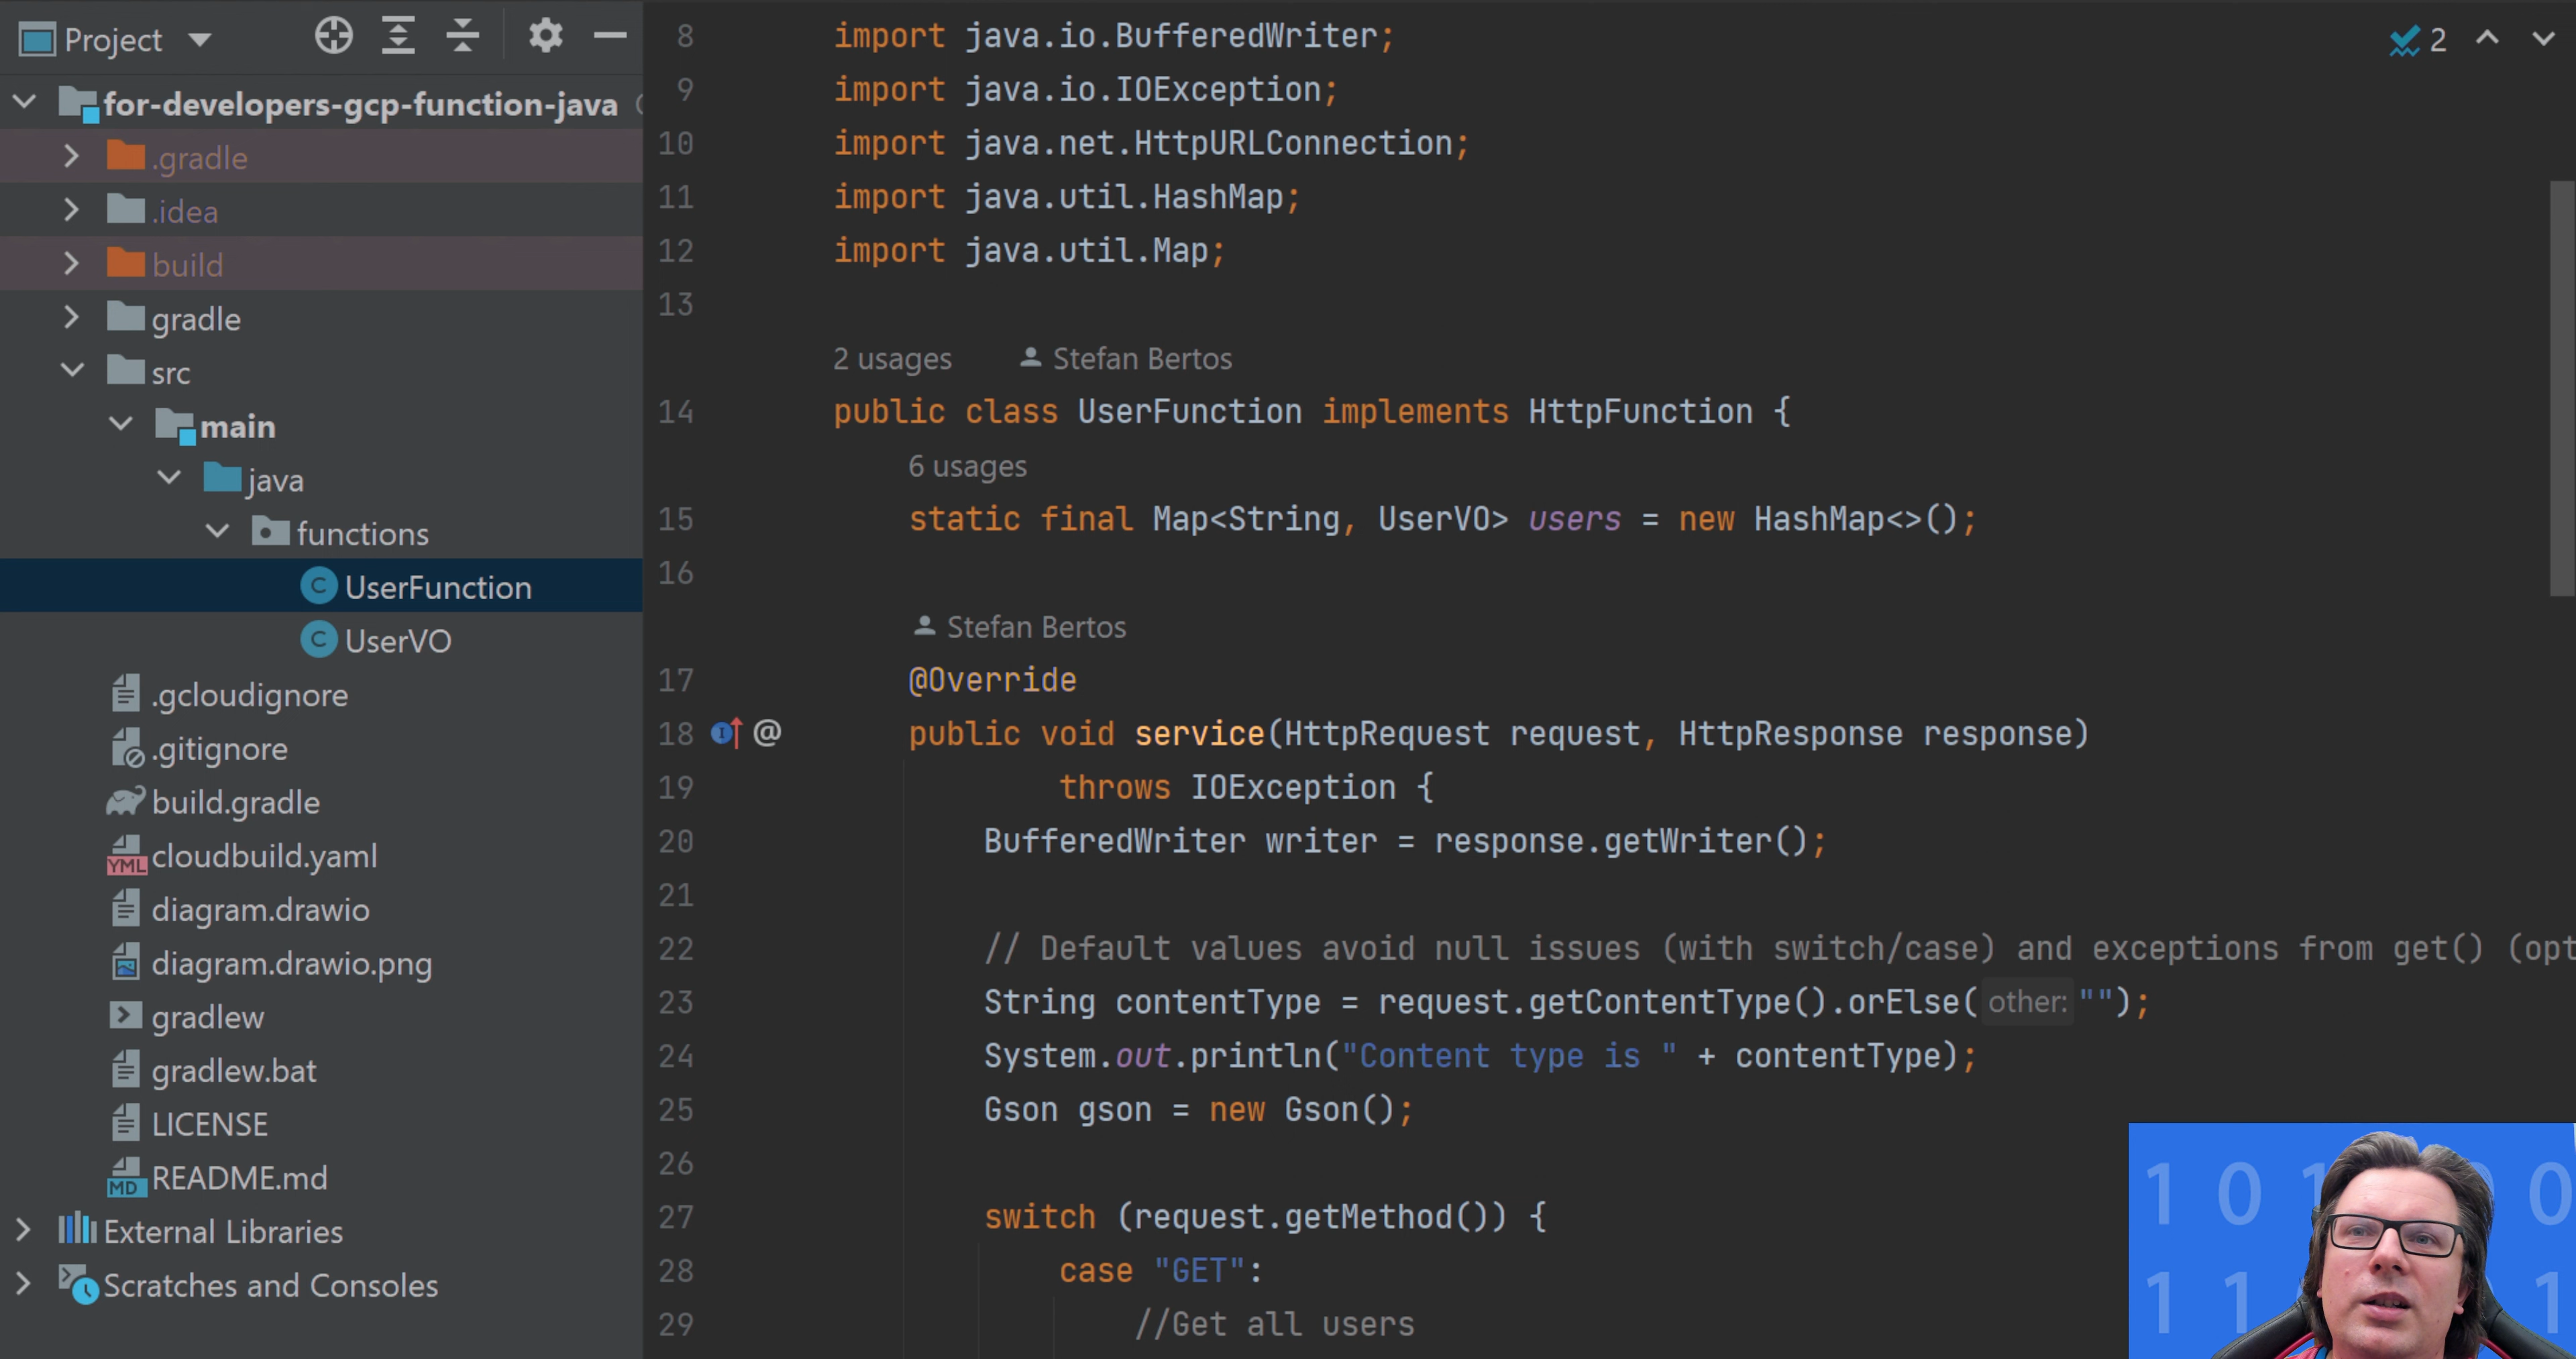 Project
for-developers-gcp-function-java
.gradle
.idea
build
gradle
src
main
java
functions
UserFunction
UserVO
.gcloudignore
.gitignore
build.gradle
YML cloudbuild.yaml
diagram.drawio
diagram.drawio.png
gradlew
gradlew.bat
LICENSE
MD README.md
External Libraries
Scratches and Consoles
2
8 import java.io.BufferedWriter;
9 import java.io.IOException;
10 import java.net.HttpURLConnection;
11 import java.util.HashMap;
12 import java.util.Map;
13
2 usages Stefan Bertos
14 public class UserFunction implements HttpFunction {
6 usages
15 static final Map<String, UserVO> users = new HashMap<>();
16
Stefan Bertos
17 @Override
18 @ public void service(HttpRequest request, HttpResponse response)
19 throws IOException {
20 BufferedWriter writer = response.getWriter();
21
22 // Default values avoid null issues (with switch/case) and exceptions from get() (opt
23 String contentType = request.getContentType().orElse( other: "");
24 System.out.println("Content type is " + contentType);
25 Gson gson = new Gson();
26
27 switch (request.getMethod()) {
28 case "GET":
29 //Get all users